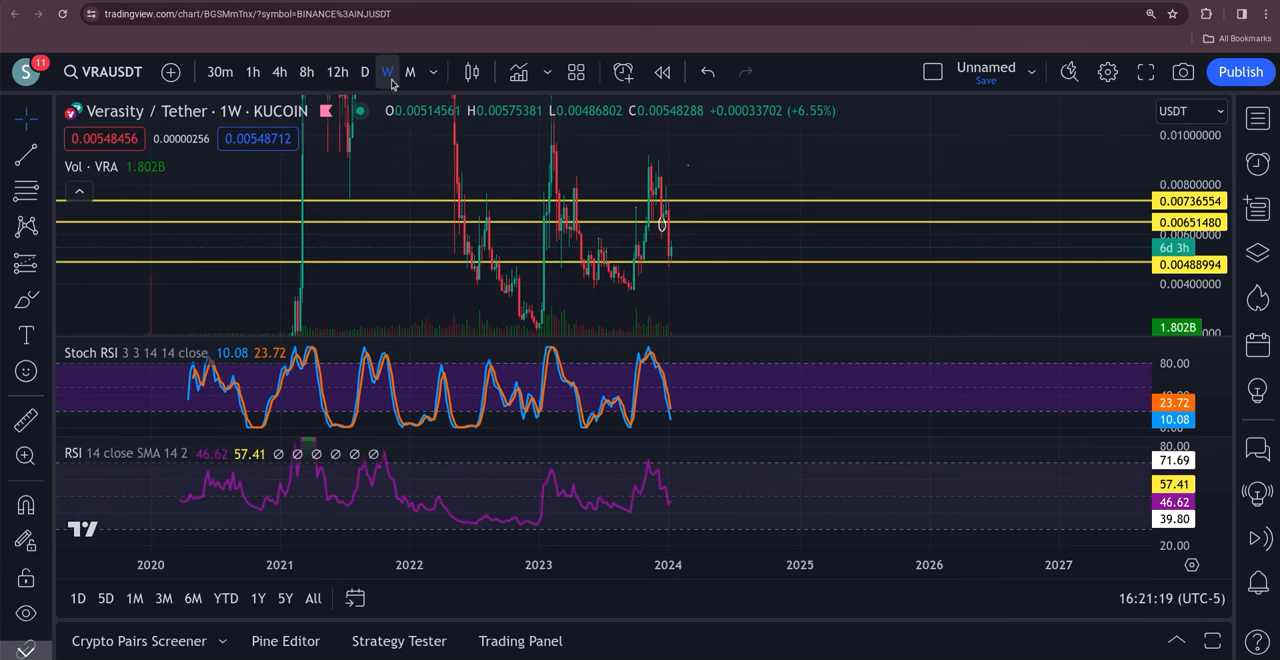 tradingview.com/chart/BGSMmTnx/?symbol=BINANCE%3AINJUSDT
All Bookmarks
S 11 VRAUSDT 30m 1h 4h 8h 12h D W M Unnamed Save Publish
Verasity / Tether · 1W · KUCOIN O0.00514561 H0.00575381 L0.00486802 C0.00548288 +0.00033702 (+6.55%) USDT
0.01000000
0.00548456 0.00000256 0.00548712
Vol · VRA 1.802B
0.00800000
0.00736554
0.00651480
0.00600000
6d 3h
0.00488994
0.00400000
1.802B
Stoch RSI 3 3 14 14 close 10.08 23.72
80.00
23.72
10.08
RSI 14 close SMA 14 2 46.62 57.41 ∅ ∅ ∅ ∅ ∅ ∅
80.00
71.69
57.41
46.62
39.80
20.00
2020 2021 2022 2023 2024 2025 2026 2027
1D 5D 1M 3M 6M YTD 1Y 5Y All 16:21:19 (UTC-5)
Crypto Pairs Screener Pine Editor Strategy Tester Trading Panel